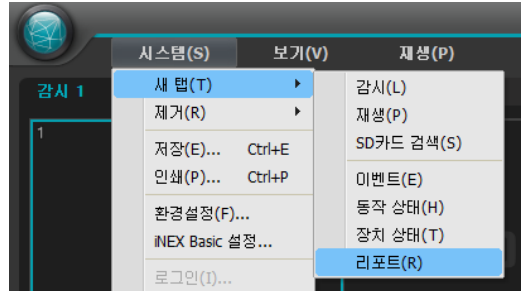 시스템(S) 보기(V) 재생(P)
감시 1
1
새 탭(T)
제거(R)
저장(E)... Ctrl+E
인쇄(P)... Ctrl+P
환경설정(F)...
iNEX Basic 설정...
로그인(I)...
감시(L)
재생(P)
SD카드 검색(S)
이벤트(E)
동작 상태(H)
장치 상태(T)
리포트(R)